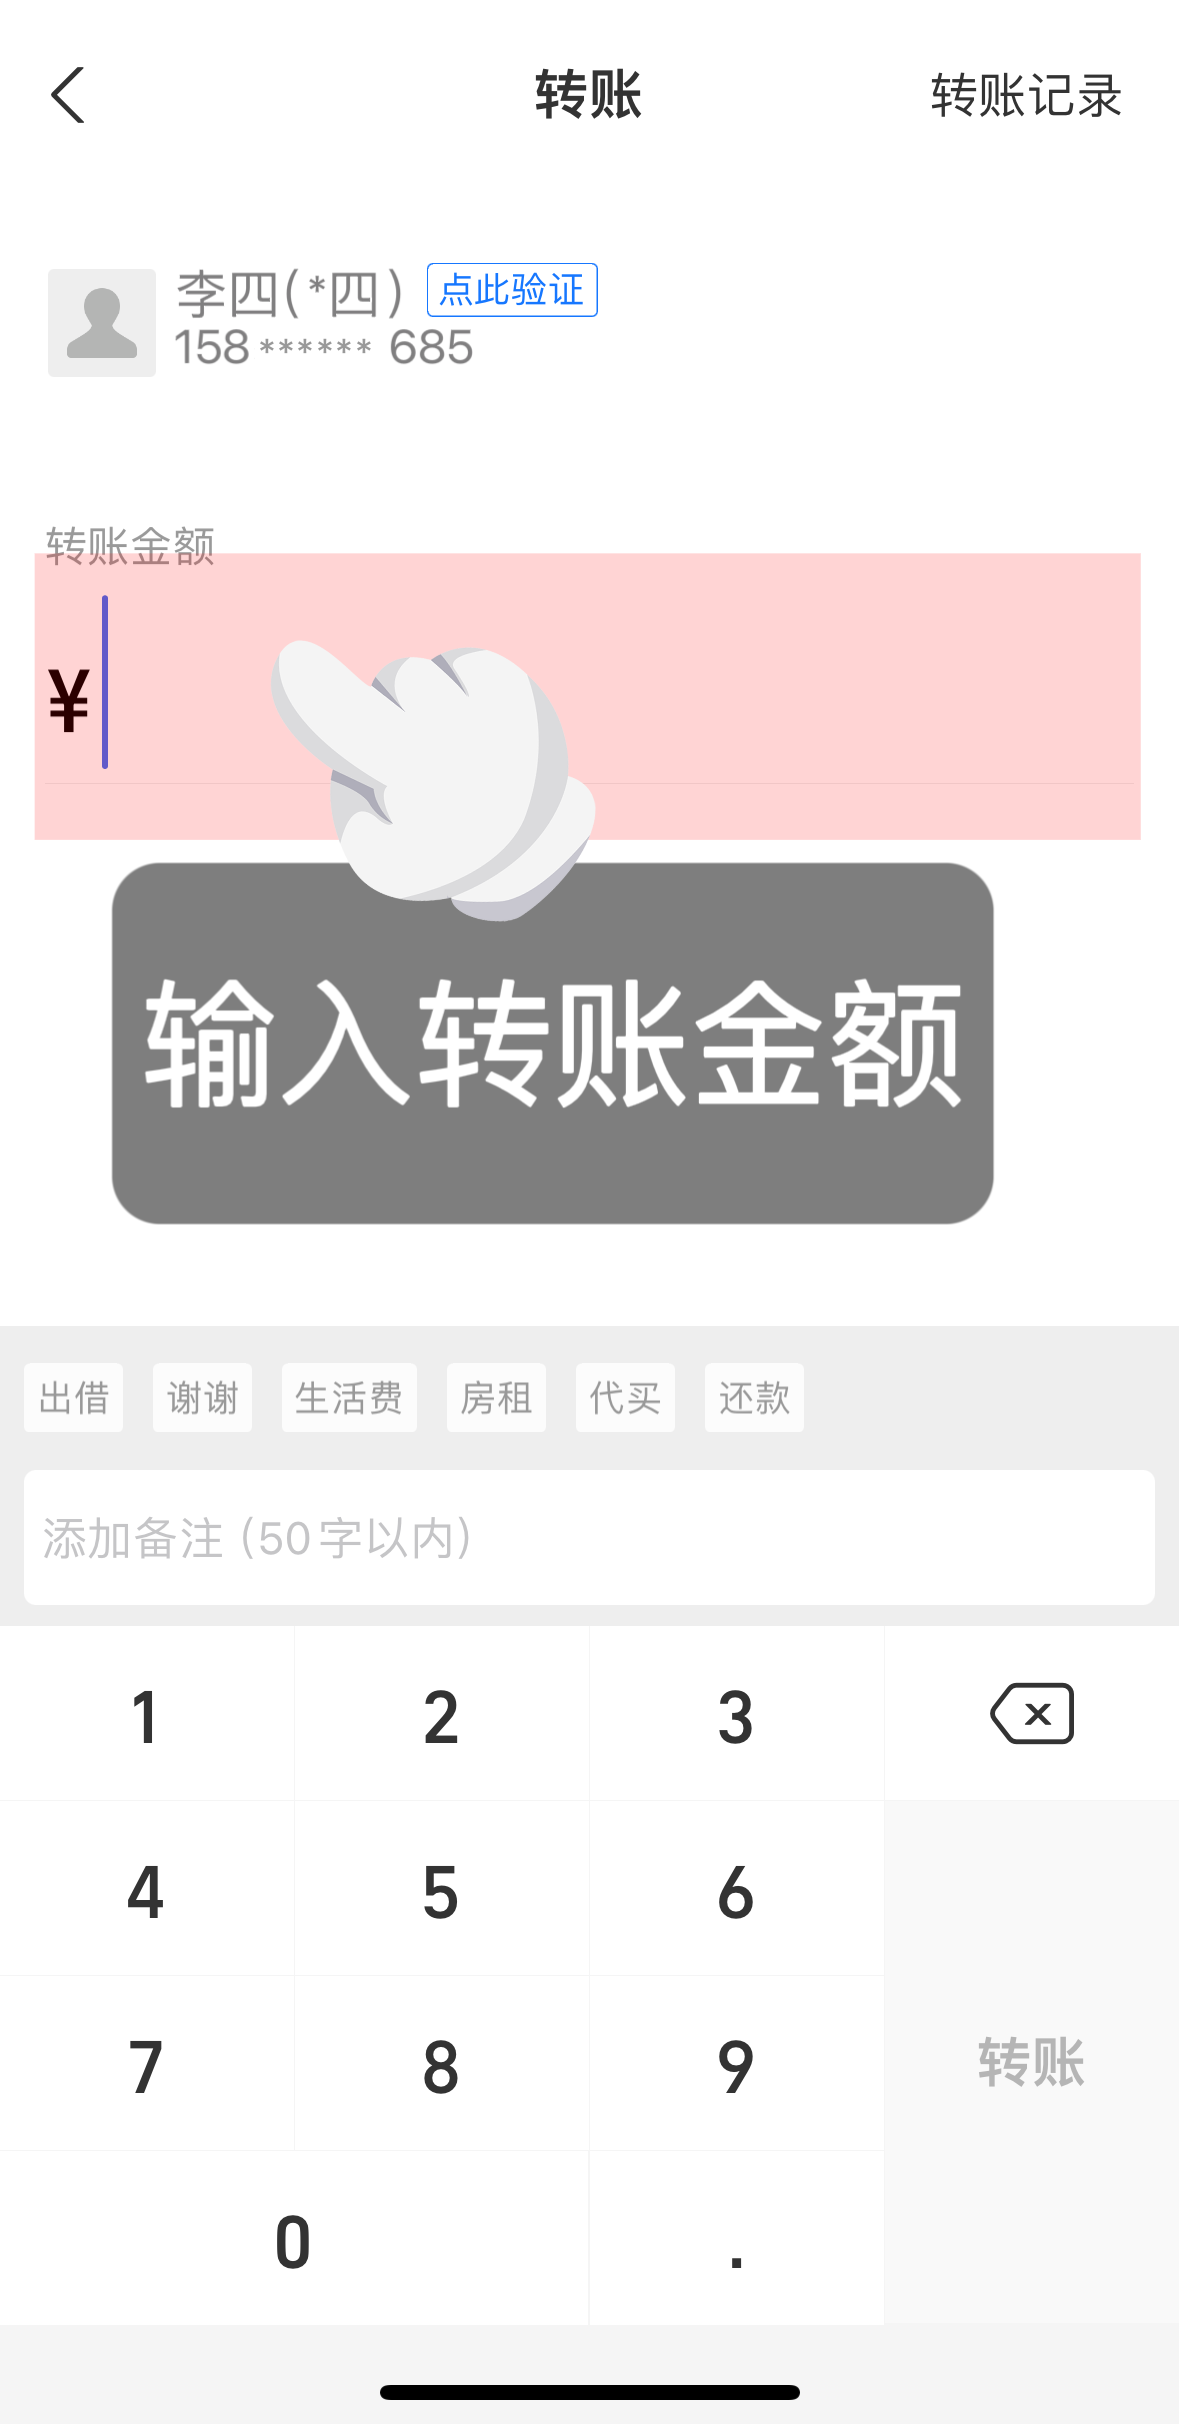 转账 转账记录
李四(*四) 点此验证
158****** 685
转账金额
¥
输入转账金额
出借 谢谢 生活费 房租 代买 还款
添加备注 (50字以内)
1 2 3
4 5 6
7 8 9 转账
0 .